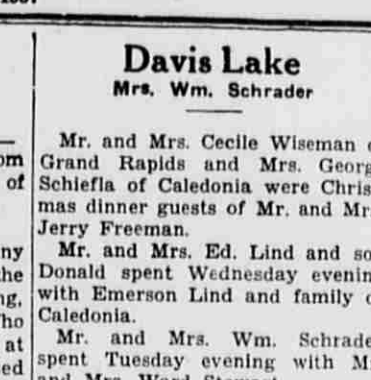 Davis Lake
Mrs. Wm. Schrader
Mr. and Mrs. Cecile Wiseman
Grand Rapids and Mrs. Georg
Schiefla of Caledonia were Chris
mas dinner guests of Mr. and Mr
Jerry Freeman.
Mr. and Mrs. Ed. Lind and so
Donald spent Wednesday evenin
with Emerson Lind and family
Caledonia.
Mr. and Mrs. Wm. Schrade
spent Tuesday evening with M
of
at